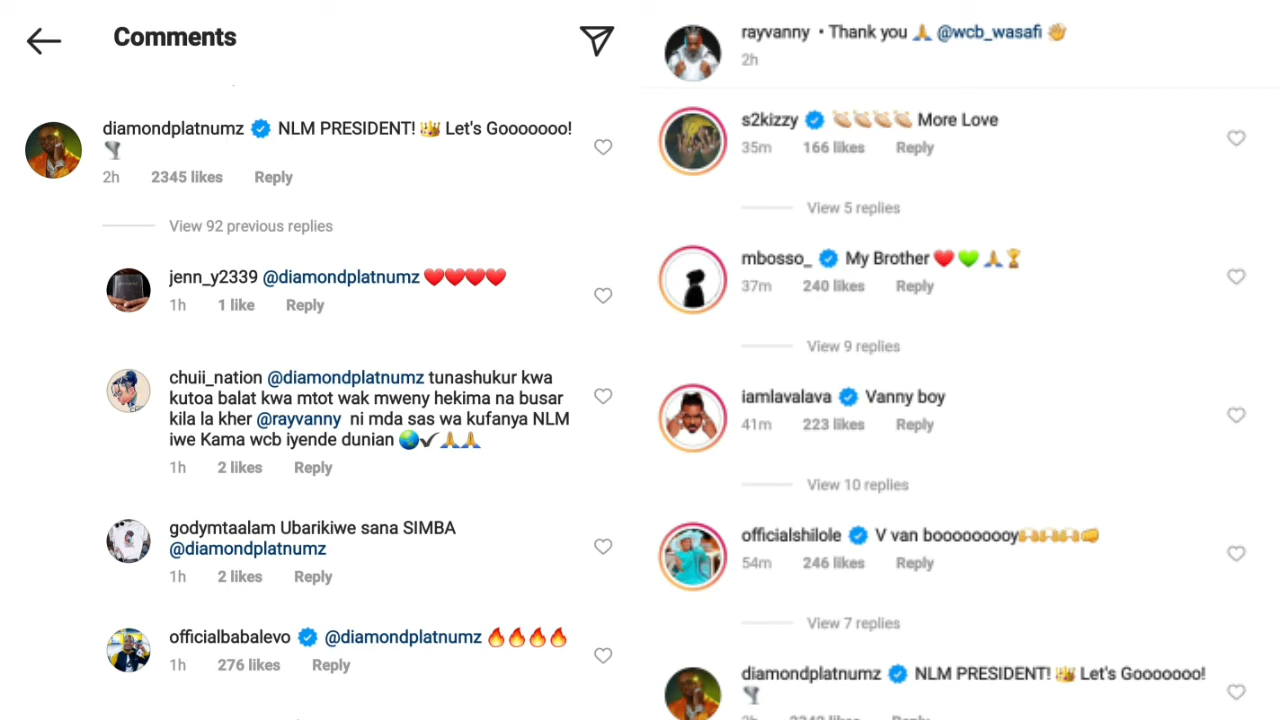 Comments
diamondplatnumz NLM PRESIDENT! 👑 Let's Gooooooo!
🌪️
2h 2345 likes Reply
View 92 previous replies
jenn_y2339 @diamondplatnumz ❤️❤️❤️❤️
1h 1 like Reply
chuii_nation @diamondplatnumz tunashukur kwa
kutoa balat kwa mtot wak mweny hekima na busar
kila la kher @rayvanny ni mda sas wa kufanya NLM
iwe Kama wcb iyende dunian 🌏✔️🙏🙏
1h 2 likes Reply
godymtaalam Ubarikiwe sana SIMBA
@diamondplatnumz
1h 2 likes Reply
officialbabalevo @diamondplatnumz 🔥🔥🔥🔥
1h 276 likes Reply
rayvanny • Thank you 🙏 @wcb_wasafi 👋
2h
s2kizzy 👏🏻👏🏻👏🏻👏🏻 More Love
35m 166 likes Reply
View 5 replies
mbosso_ My Brother ❤️💚🙏🏆
37m 240 likes Reply
View 9 replies
iamlavalava Vanny boy
41m 223 likes Reply
View 10 replies
officialshilole V van booooooooy🙌🙌🙌🤜
54m 246 likes Reply
View 7 replies
diamondplatnumz NLM PRESIDENT! 👑 Let's Gooooooo!
🌪️